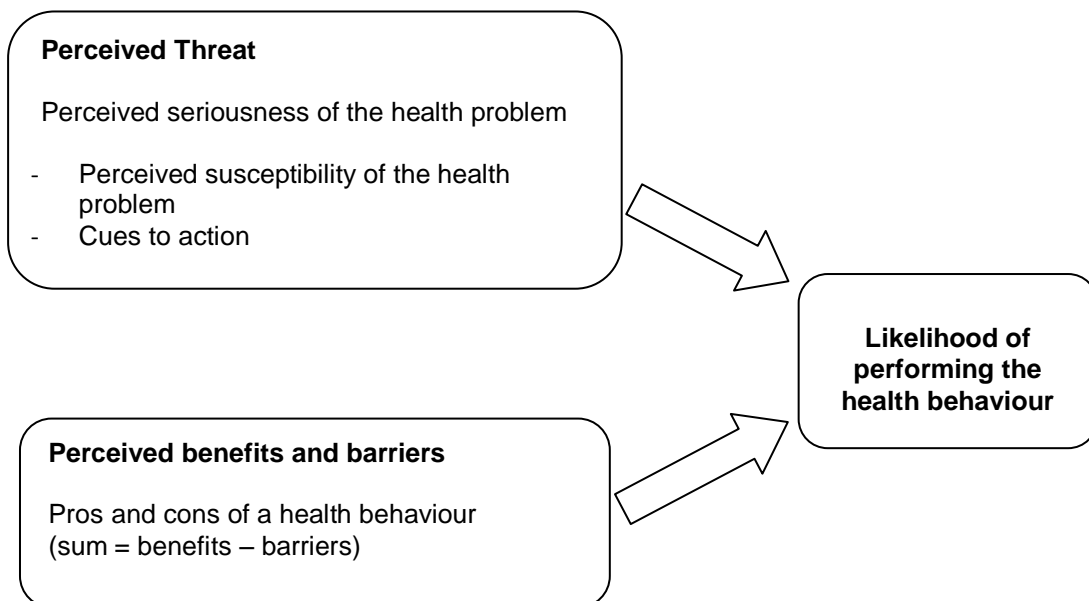 Perceived Threat
Perceived seriousness of the health problem
- Perceived susceptibility of the health
problem
- Cues to action
Likelihood of
performing the
health behaviour
Perceived benefits and barriers
Pros and cons of a health behaviour
(sum = benefits – barriers)